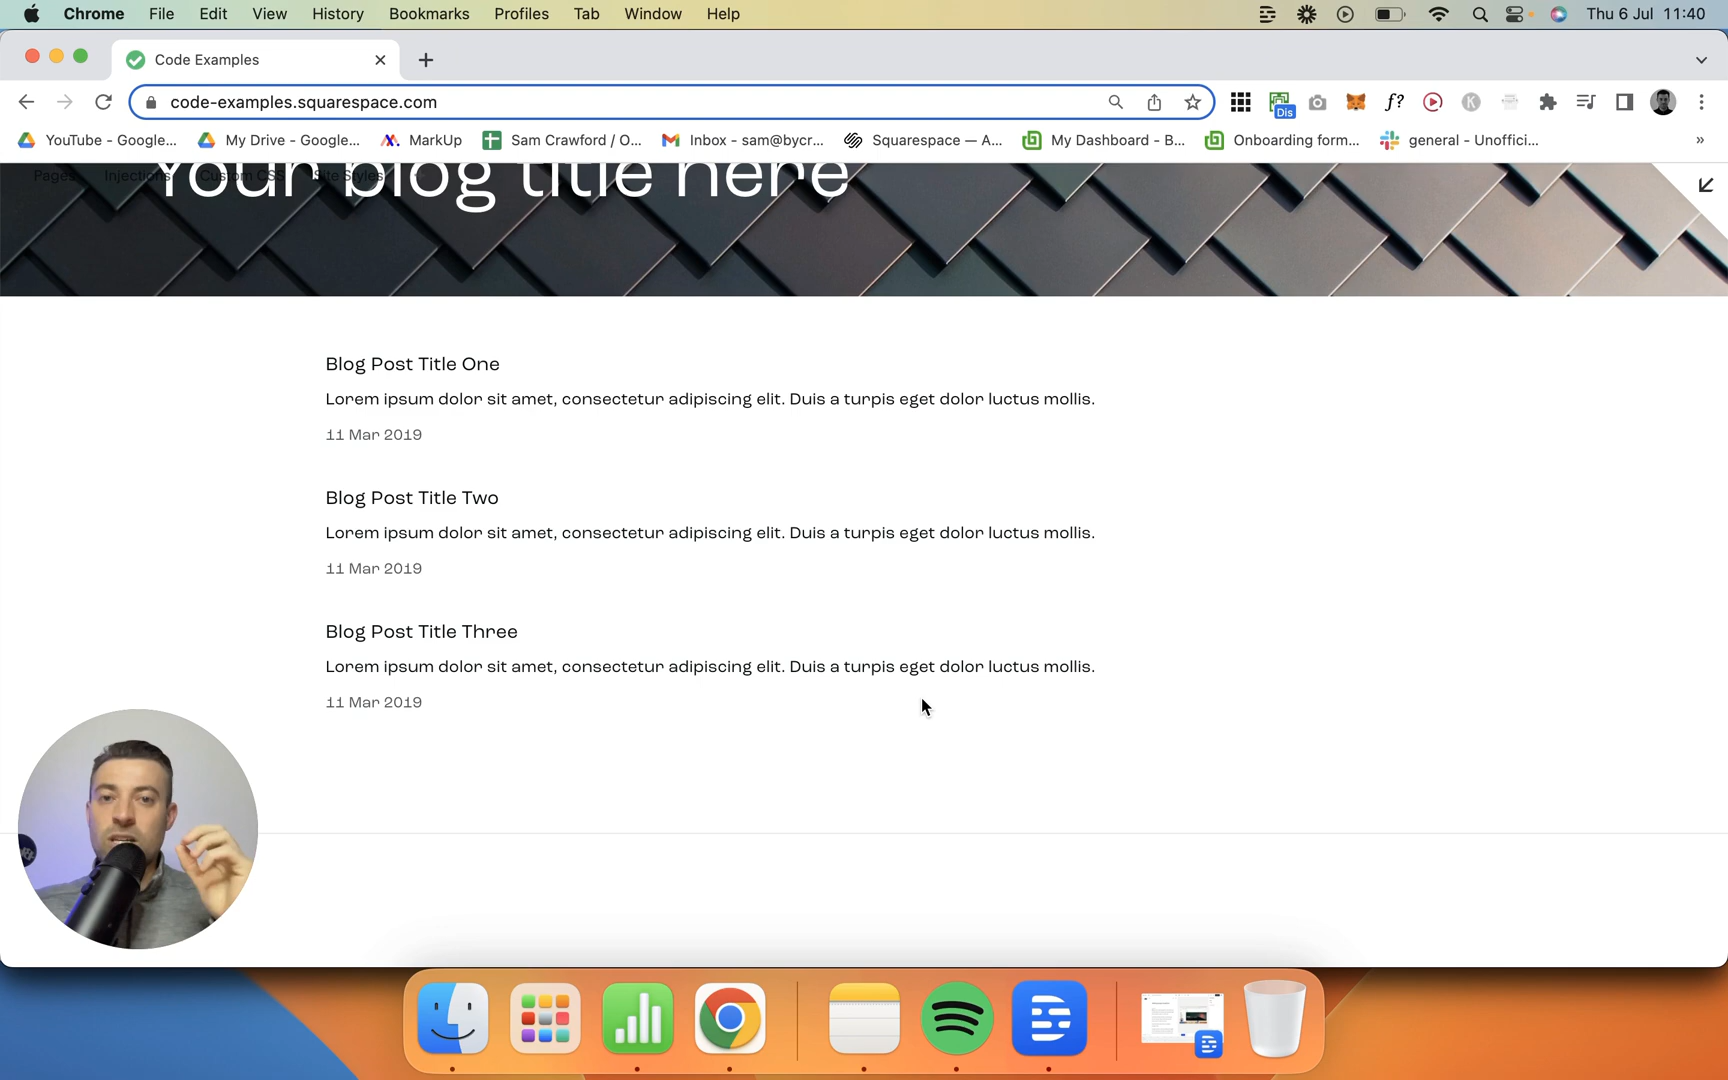 Chrome File Edit View History Bookmarks Profiles Tab Window Help Thu 6 Jul 11:40
Code Examples
code-examples.squarespace.com f? Dis K
YouTube - Google... My Drive - Google... MarkUp Sam Crawford / O... Inbox - sam@bycr... Squarespace — A... My Dashboard - B... Onboarding form... general - Unoffici... »
Pages Injections Custom CSS Site Styles
Your blog title here
Blog Post Title One
Lorem ipsum dolor sit amet, consectetur adipiscing elit. Duis a turpis eget dolor luctus mollis.
11 Mar 2019
Blog Post Title Two
Lorem ipsum dolor sit amet, consectetur adipiscing elit. Duis a turpis eget dolor luctus mollis.
11 Mar 2019
Blog Post Title Three
Lorem ipsum dolor sit amet, consectetur adipiscing elit. Duis a turpis eget dolor luctus mollis.
11 Mar 2019